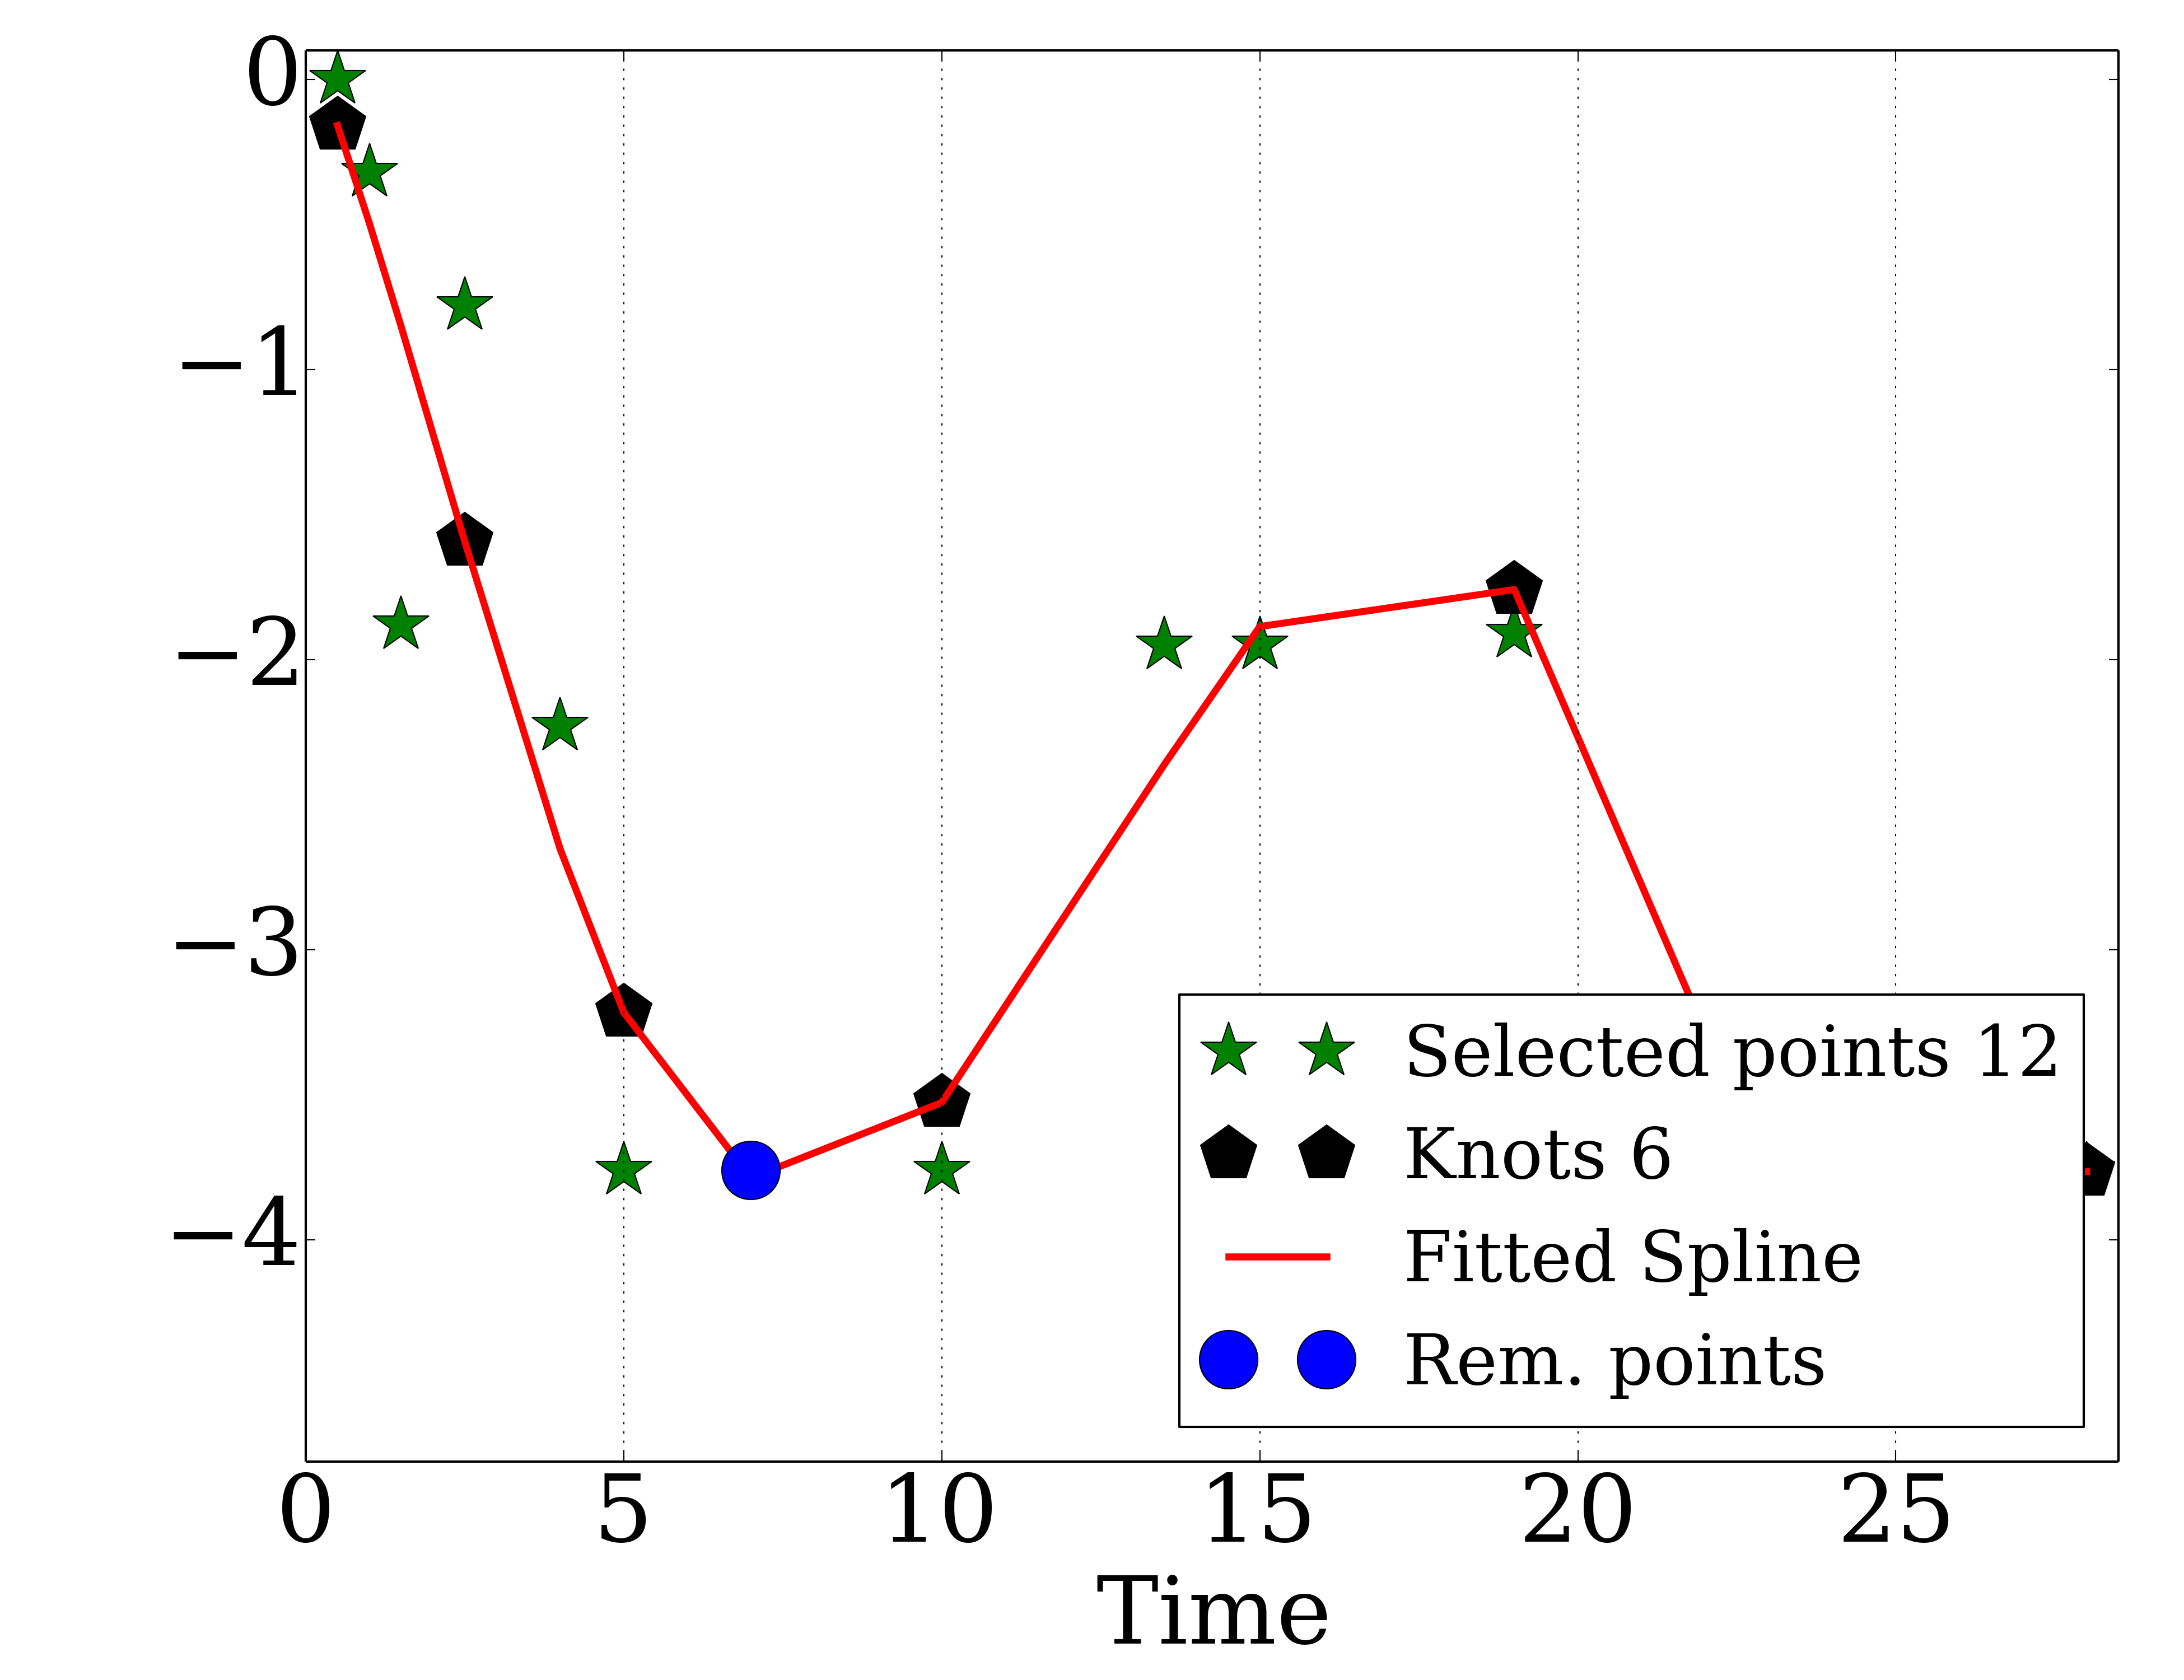 0
−1
−2
−3
−4
Selected points 12
Knots 6
Fitted Spline
Rem. points
0 5 10 15 20 25
Time